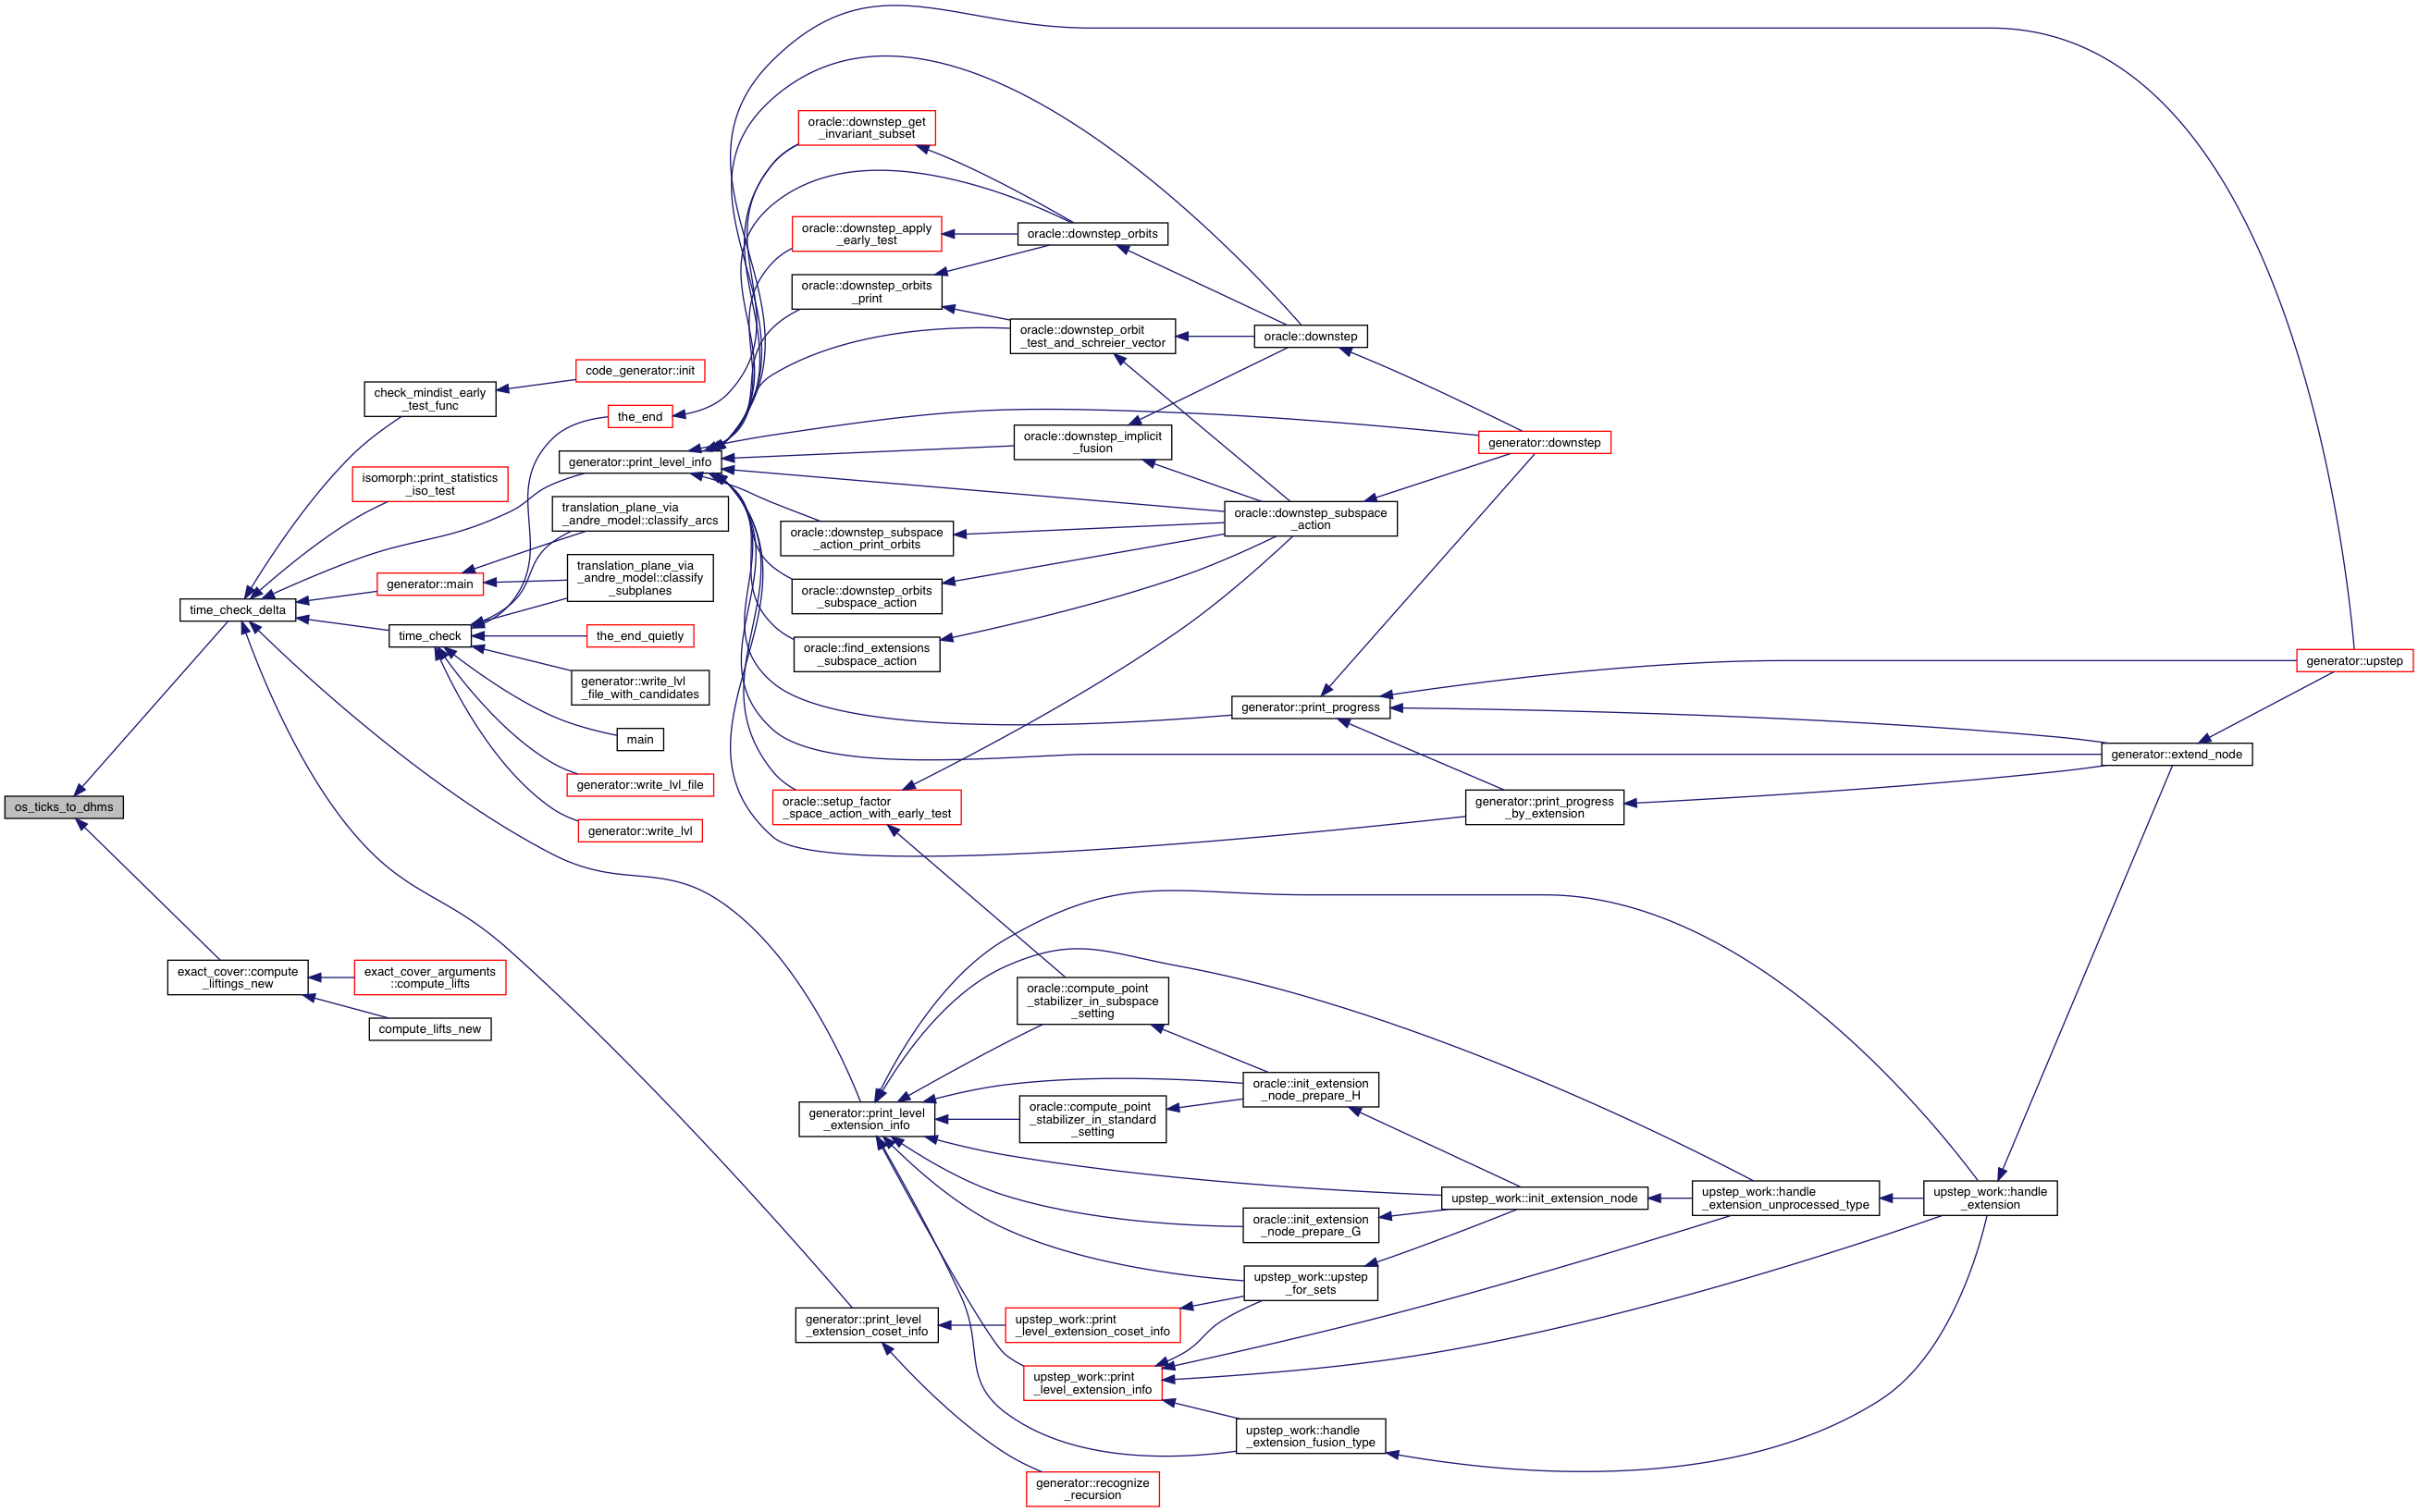 os_ticks_to_dhms
time_check_delta
exact_cover::compute
_liftings_new
check_mindist_early
_test_func
isomorph::print_statistics
_iso_test
generator::main
time_check
exact_cover_arguments
::compute_lifts
compute_lifts_new
code_generator::init
the_end
generator::print_level_info
translation_plane_via
_andre_model::classify_arcs
translation_plane_via
_andre_model::classify
_subplanes
the_end_quietly
generator::write_lvl
_file_with_candidates
main
generator::write_lvl_file
generator::write_lvl
oracle::downstep_get
_invariant_subset
oracle::downstep_apply
_early_test
oracle::downstep_orbits
_print
oracle::downstep_subspace
_action_print_orbits
oracle::downstep_orbits
_subspace_action
oracle::find_extensions
_subspace_action
oracle::setup_factor
_space_action_with_early_test
generator::print_level
_extension_info
generator::print_level
_extension_coset_info
oracle::downstep_orbits
oracle::downstep_orbit
_test_and_schreier_vector
oracle::downstep_implicit
_fusion
oracle::compute_point
_stabilizer_in_subspace
_setting
oracle::compute_point
_stabilizer_in_standard
_setting
upstep_work::print
_level_extension_coset_info
upstep_work::print
_level_extension_info
generator::recognize
_recursion
oracle::downstep
oracle::downstep_subspace
_action
generator::print_progress
oracle::init_extension
_node_prepare_H
oracle::init_extension
_node_prepare_G
upstep_work::upstep
_for_sets
upstep_work::handle
_extension_fusion_type
generator::downstep
generator::print_progress
_by_extension
upstep_work::init_extension_node
upstep_work::handle
_extension_unprocessed_type
upstep_work::handle
_extension
generator::extend_node
generator::upstep